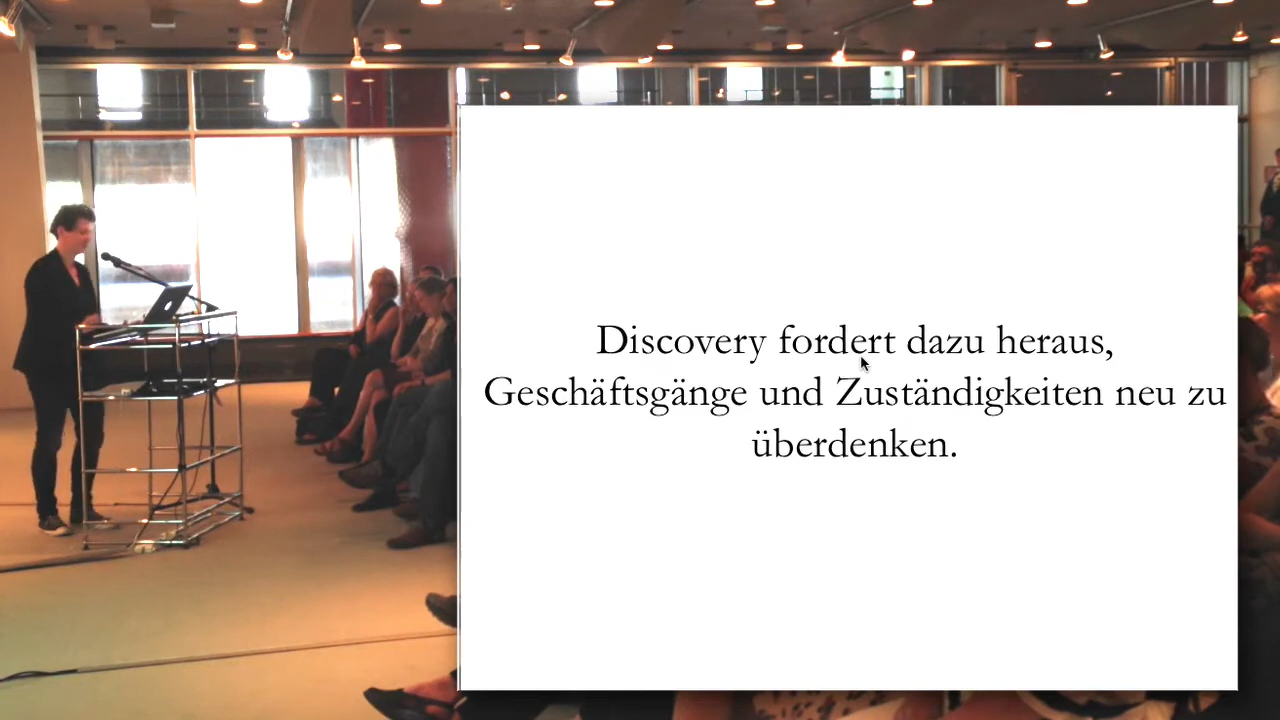 Discovery fordert dazu heraus,
Geschäftsgänge und Zuständigkeiten neu zu
überdenken.